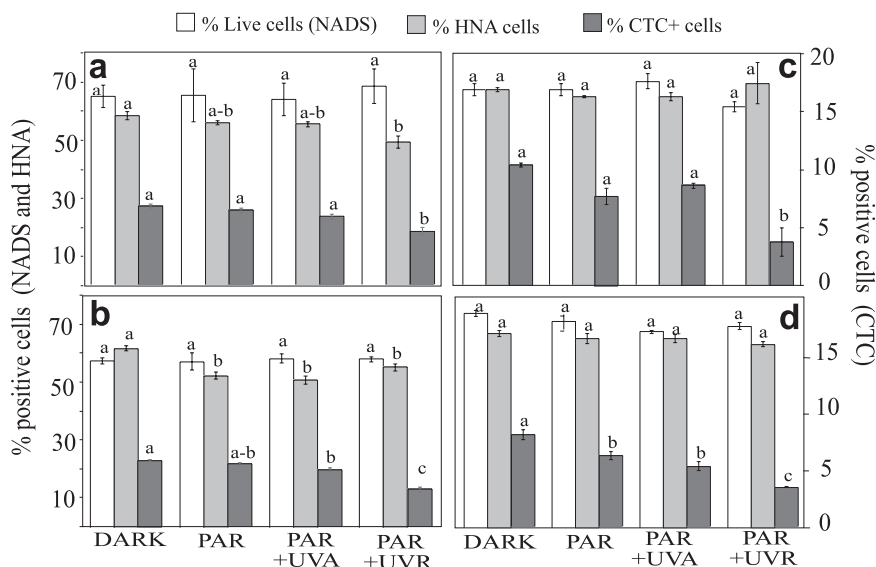 % Live cells (NADS) % HNA cells % CTC+ cells
% positive cells (NADS and HNA)
a
70
50
30
10
a a a
a a-b a
a a-b a
a b b
c
20
15
10
5
0
a a a
a a a
a a a
a a b
% positive cells (CTC)
b
70
50
30
10
a a a
a b a-b
a b b
a b c
d
15
10
5
0
a a a
a a b
a a b
a a c
DARK PAR PAR PAR DARK PAR PAR PAR
+UVA +UVR +UVA +UVR